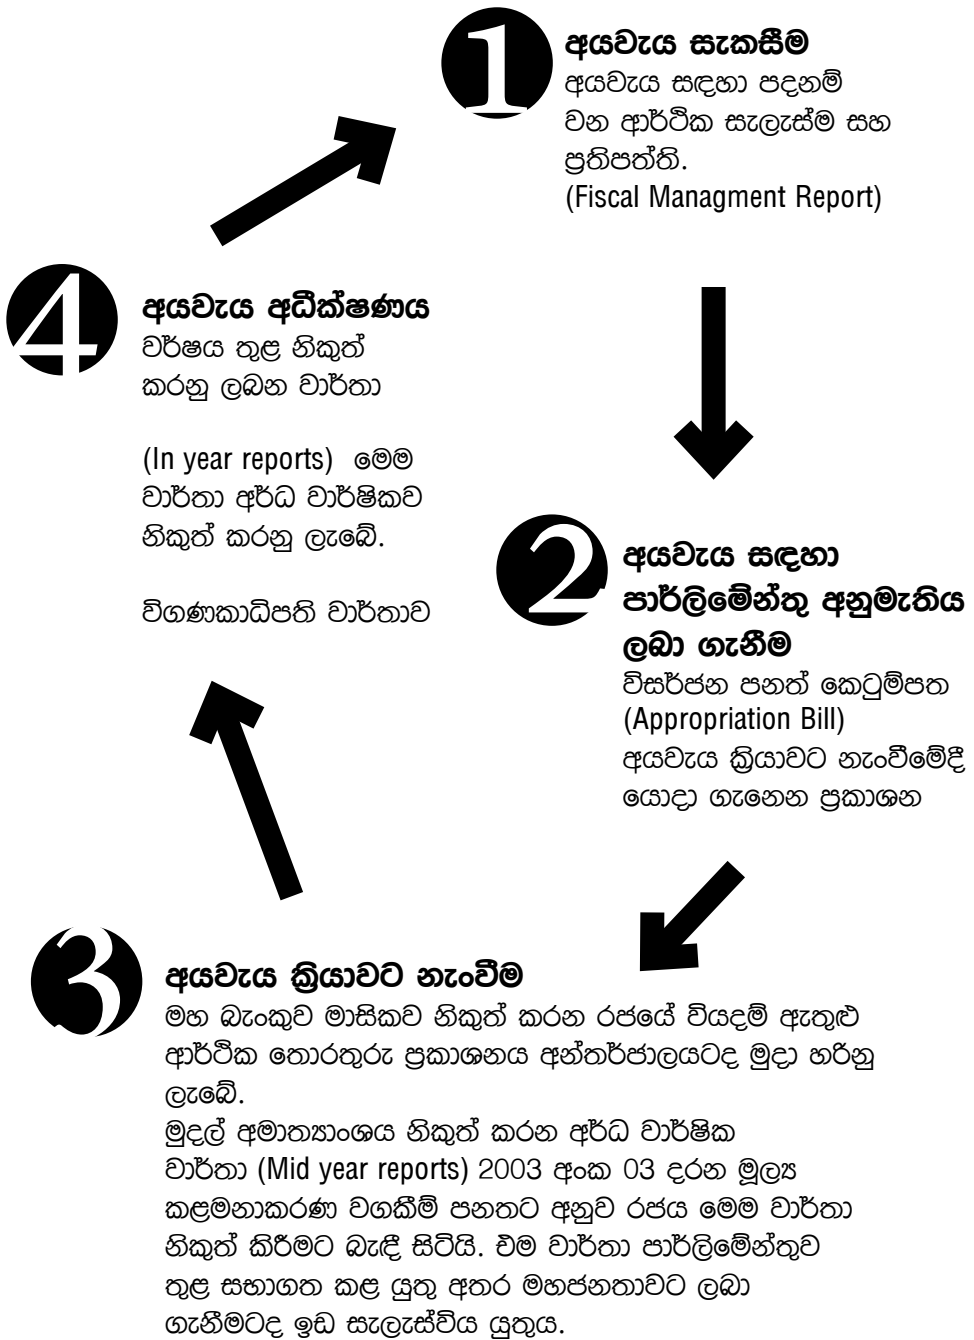 1
අයවැය සැකසීම
අයවැය සඳහා පදනම්
වන ආර්ථික සැලැස්ම සහ
ප්‍රතිපත්ති.
(Fiscal Managment Report)
2
අයවැය සඳහා
පාර්ලිමේන්තු අනුමැතිය
ලබා ගැනීම
විසර්ජන පනත් කෙටුම්පත
(Appropriation Bill)
අයවැය ක්‍රියාවට නැංවීමේදී
යොදා ගැනෙන ප්‍රකාශන
3
අයවැය ක්‍රියාවට නැංවීම
මහ බැංකුව මාසිකව නිකුත් කරන රජයේ වියදම් ඇතුළු
ආර්ථික තොරතුරු ප්‍රකාශනය අන්තර්ජාලයටද මුදා හරිනු
ලැබේ.
මුදල් අමාත්‍යාංශය නිකුත් කරන අර්ධ වාර්ෂික
වාර්තා (Mid year reports) 2003 අංක 03 දරන මූල්‍ය
කළමනාකරණ වගකීම් පනතට අනුව රජය මෙම වාර්තා
නිකුත් කිරීමට බැඳී සිටියි. එම වාර්තා පාර්ලිමේන්තුව
තුළ සභාගත කළ යුතු අතර මහජනතාවට ලබා
ගැනීමටද ඉඩ සැලැස්විය යුතුය.
4
අයවැය අධීක්ෂණය
වර්ෂය තුළ නිකුත්
කරනු ලබන වාර්තා
(In year reports) මෙම
වාර්තා අර්ධ වාර්ෂිකව
නිකුත් කරනු ලැබේ.
විගණකාධිපති වාර්තාව